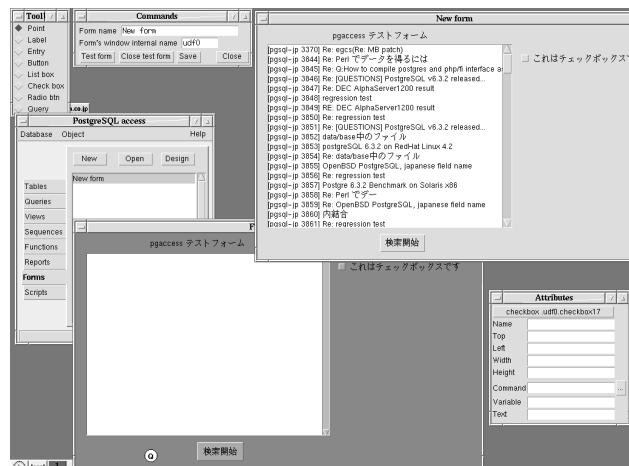 Tool
Point
Label
Entry
Button
List box
Check box
Radio btn
Query
Commands
Form name New form
Form's window internal name udf0
Test form Close test form Save Close
.co.jp
New form
pgaccess テストフォーム
[pgsql-jp 3370] Re: egcs(Re: MB patch)
[pgsql-jp 3844] Re: Perl でデータを得るには
[pgsql-jp 3845] Re: Q:How to compile postgres and php/fi interface a
[pgsql-jp 3846] Re: [QUESTIONS] PostgreSQL v6.3.2 released...
[pgsql-jp 3847] Re: DEC AlphaServer1200 result
[pgsql-jp 3848] regression test
[pgsql-jp 3849] RE: DEC AlphaServer1200 result
[pgsql-jp 3850] Re: regression test
[pgsql-jp 3851] Re: [QUESTIONS] PostgreSQL v6.3.2 released...
[pgsql-jp 3852] data/base中のファイル
[pgsql-jp 3853] postgreSQL 6.3.2 on RedHat Linux 4.2
[pgsql-jp 3854] Re: data/base中のファイル
[pgsql-jp 3855] OpenBSD PostgreSQL, japanese field name
[pgsql-jp 3856] Re: regression test
[pgsql-jp 3857] Postgre 6.3.2 Benchmark on Solaris x86
[pgsql-jp 3858] Re: Perl でデー
[pgsql-jp 3859] Re: OpenBSD PostgreSQL, japanese field name
[pgsql-jp 3860] 内結合
[pgsql-jp 3861] Re: regression test
これはチェックボックスで
検索開始
PostgreSQL access
Database Object Help
New Open Design
New form
Tables
Queries
Views
Sequences
Functions
Reports
Forms
Scripts
F
pgaccess テストフォーム
これはチェックボックスです
検索開始
Q
Attributes
checkbox .udf0.checkbox17
Name
Top
Left
Width
Height
Command ...
Variable
Text